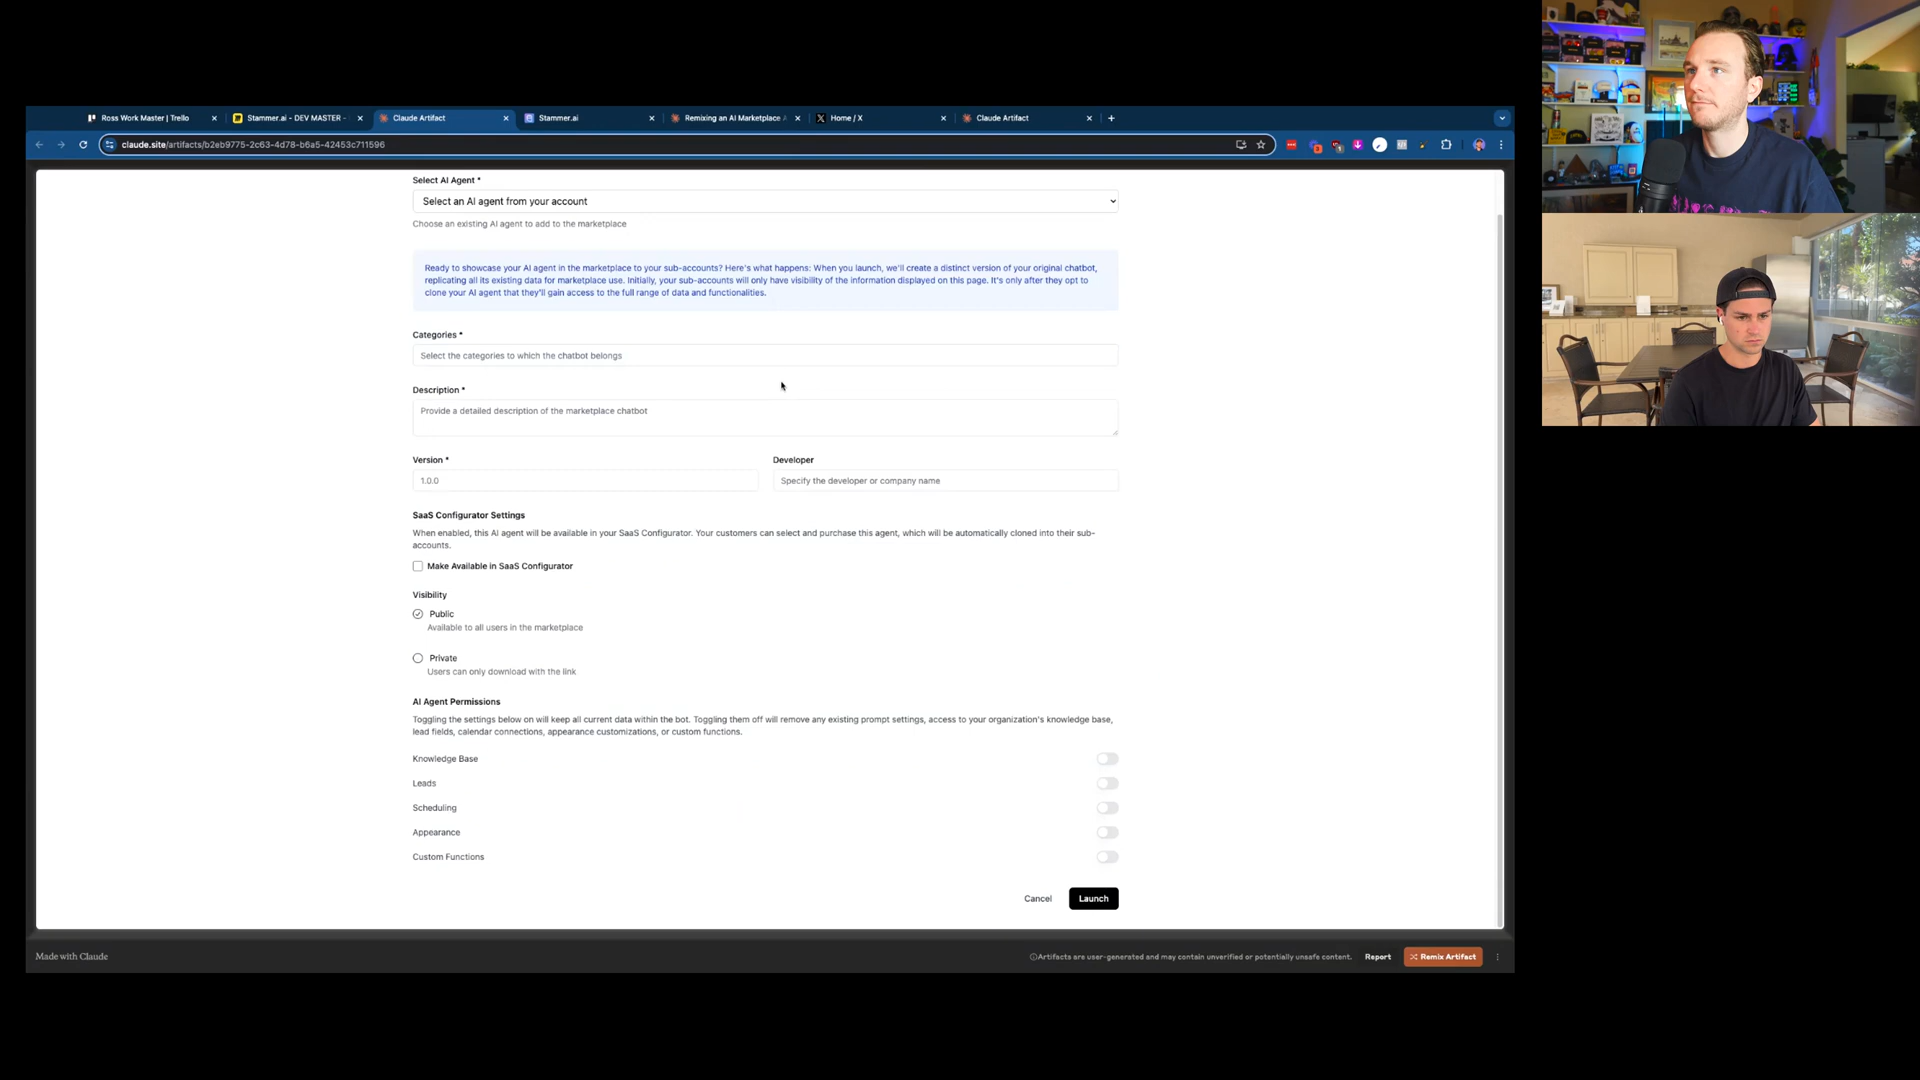 Ross Work Master | Trello
Stammer.ai - DEV MASTER -
Claude Artifact
Stammer.ai
Remixing an AI Marketplace
Home / X
Claude Artifact
claude.site/artifacts/b2eb9775-2c63-4d78-b6a5-42453c711596
Select AI Agent *
Select an AI agent from your account
Choose an existing AI agent to add to the marketplace
Ready to showcase your AI agent in the marketplace to your sub-accounts? Here's what happens: When you launch, we'll create a distinct version of your original chatbot,
replicating all its existing data for marketplace use. Initially, your sub-accounts will only have visibility of the information displayed on this page. It's only after they opt to
clone your AI agent that they'll gain access to the full range of data and functionalities.
Categories *
Select the categories to which the chatbot belongs
Description *
Provide a detailed description of the marketplace chatbot
Version *
Developer
1.0.0
Specify the developer or company name
SaaS Configurator Settings
When enabled, this AI agent will be available in your SaaS Configurator. Your customers can select and purchase this agent, which will be automatically cloned into their sub-
accounts.
Make Available in SaaS Configurator
Visibility
Public
Available to all users in the marketplace
Private
Users can only download with the link
AI Agent Permissions
Toggling the settings below on will keep all current data within the bot. Toggling them off will remove any existing prompt settings, access to your organization's knowledge base,
lead fields, calendar connections, appearance customizations, or custom functions.
Knowledge Base
Leads
Scheduling
Appearance
Custom Functions
Cancel
Launch
Made with Claude
Artifacts are user-generated and may contain unverified or potentially unsafe content.
Report
Remix Artifact